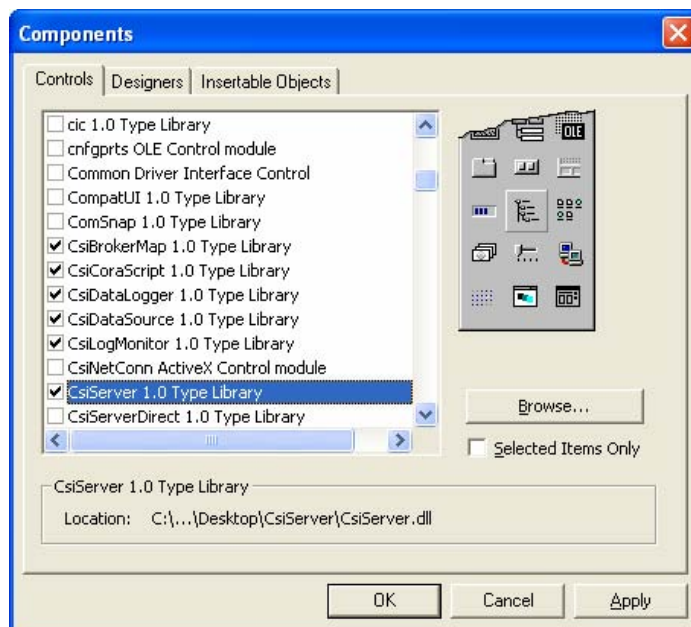 Components
Controls
Designers
Insertable Objects
cic 1.0 Type Library
cnfgprts OLE Control module
Common Driver Interface Control
CompatUI 1.0 Type Library
ComSnap 1.0 Type Library
CsiBrokerMap 1.0 Type Library
CsiCoraScript 1.0 Type Library
CsiDataLogger 1.0 Type Library
CsiDataSource 1.0 Type Library
CsiLogMonitor 1.0 Type Library
CsiNetConn ActiveX Control module
CsiServer 1.0 Type Library
CsiServerDirect 1.0 Type Library
OLE
Browse...
Selected Items Only
CsiServer 1.0 Type Library
Location: C:\...\Desktop\CsiServer\CsiServer.dll
OK
Cancel
Apply